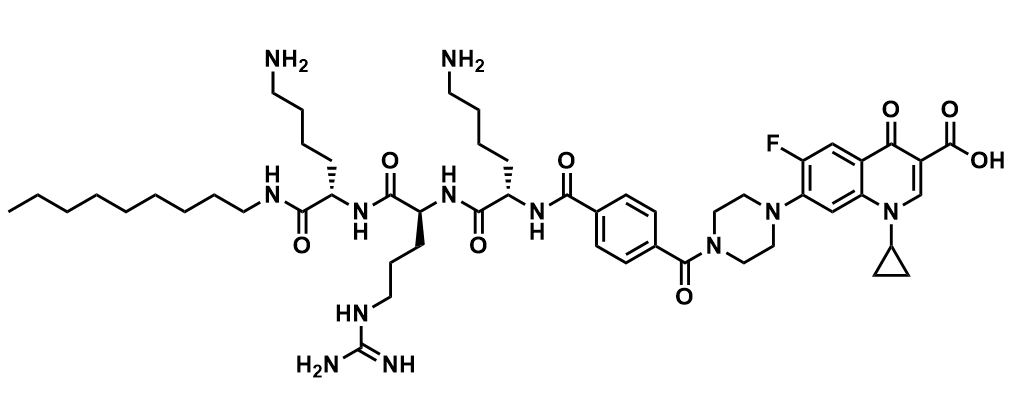 NH2 NH2
O O
F
O H O OH
H N N
N N N
O N O N N
H H
O
HN
H2N NH